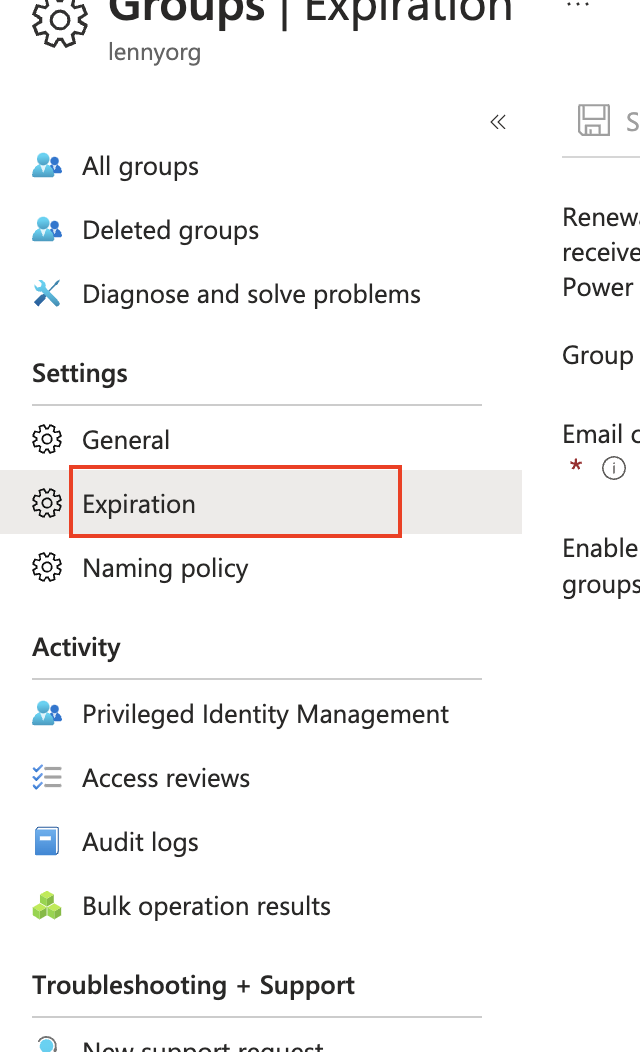 Groups | Expiration
...
lennyorg
«
All groups
Deleted groups
Diagnose and solve problems
Settings
General
Expiration
Naming policy
Activity
Privileged Identity Management
Access reviews
Audit logs
Bulk operation results
Troubleshooting + Support
New support request
S
Renewa
receive
Power
Group
Email
*
Enable
groups